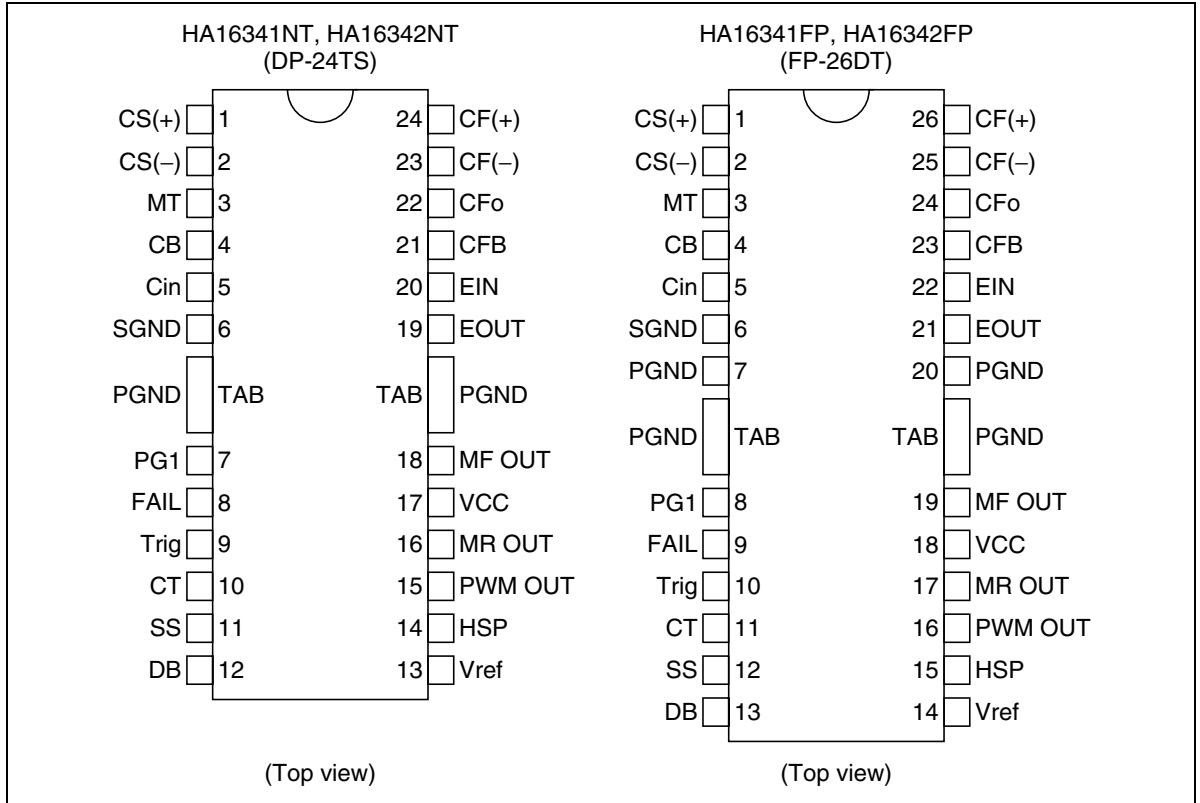 HA16341NT, HA16342NT
(DP-24TS)
CS(+) 1 24 CF(+)
CS(−) 2 23 CF(−)
MT 3 22 CFo
CB 4 21 CFB
Cin 5 20 EIN
SGND 6 19 EOUT
PGND TAB TAB PGND
PG1 7 18 MF OUT
FAIL 8 17 VCC
Trig 9 16 MR OUT
CT 10 15 PWM OUT
SS 11 14 HSP
DB 12 13 Vref
(Top view)
HA16341FP, HA16342FP
(FP-26DT)
CS(+) 1 26 CF(+)
CS(−) 2 25 CF(−)
MT 3 24 CFo
CB 4 23 CFB
Cin 5 22 EIN
SGND 6 21 EOUT
PGND 7 20 PGND
PGND TAB TAB PGND
PG1 8 19 MF OUT
FAIL 9 18 VCC
Trig 10 17 MR OUT
CT 11 16 PWM OUT
SS 12 15 HSP
DB 13 14 Vref
(Top view)